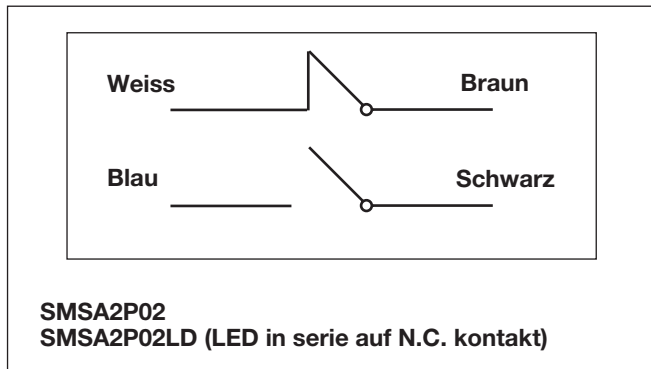 Weiss Braun
Blau Schwarz
SMSA2P02
SMSA2P02LD (LED in serie auf N.C. kontakt)